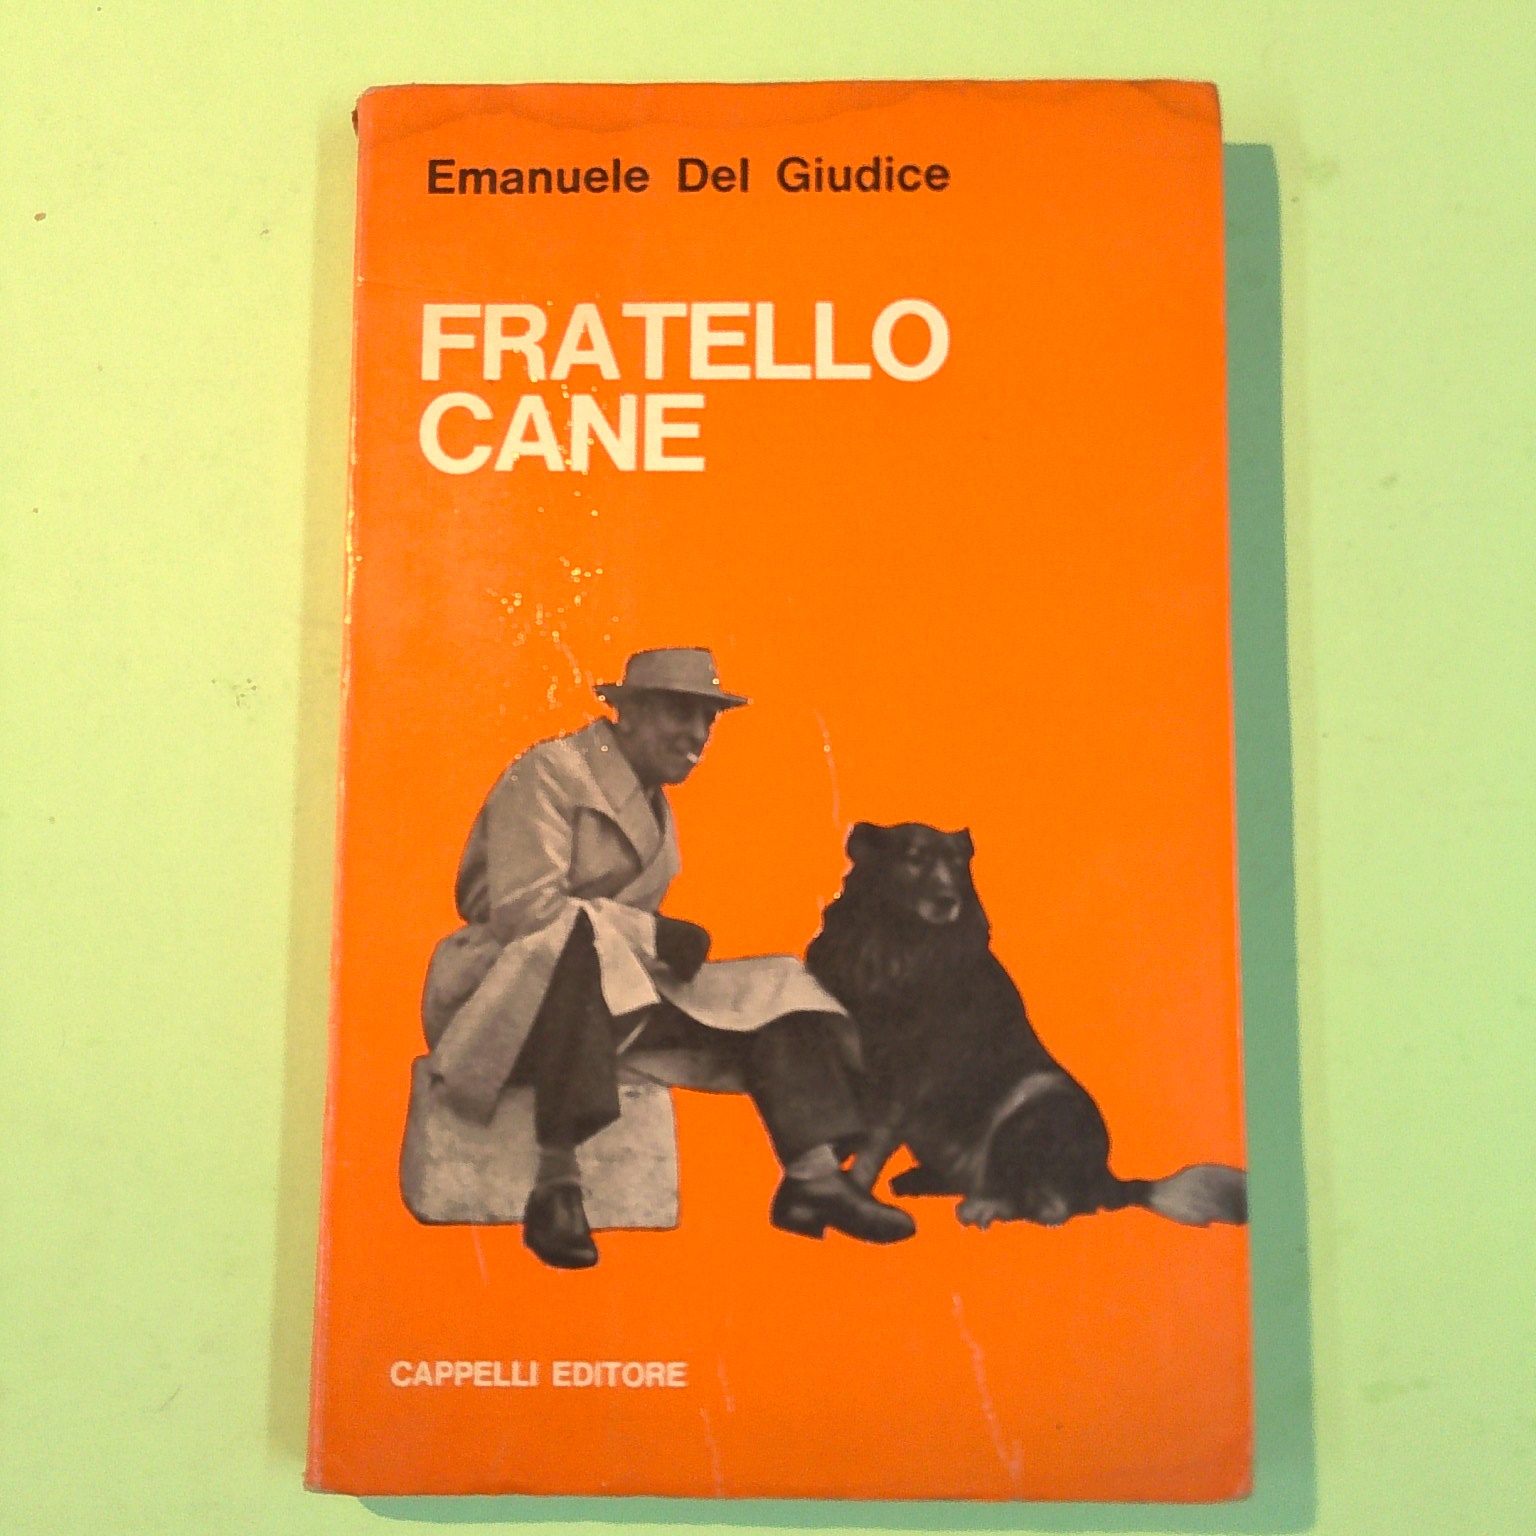 Emanuele Del Giudice
FRATELLO
CANE
CAPPELLI EDITORE